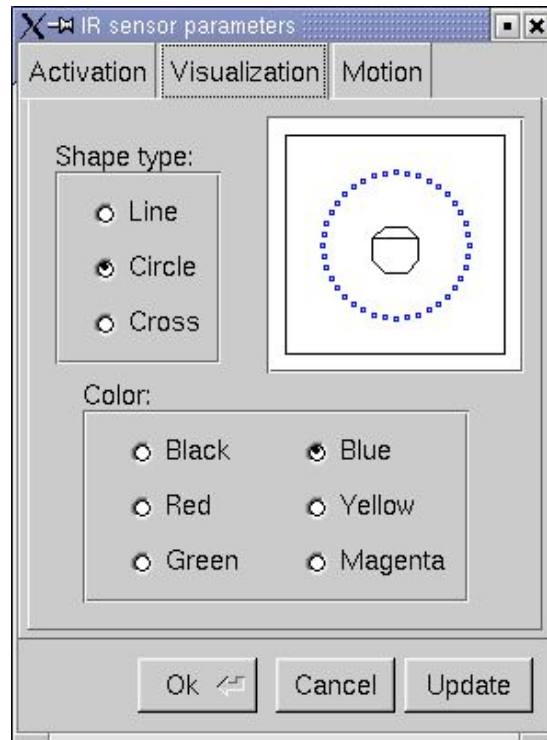 IR sensor parameters
Activation Visualization Motion
Shape type:
Line
Circle
Cross
Color:
Black Blue
Red Yellow
Green Magenta
Ok Cancel Update